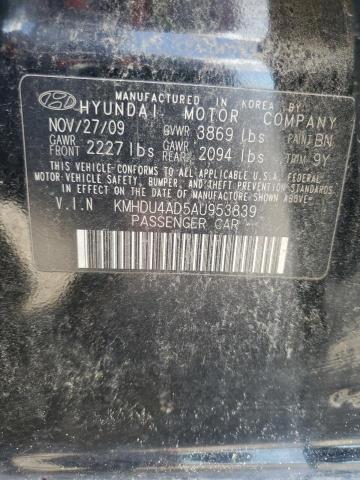 MANUFACTURED IN KOREA BY
HYUNDAI MOTOR COMPANY
NOV/27/09 GVWR 3869 lbs PAINT BN
GAWR FRONT 2227 lbs GAWR REAR 2094 lbs TRIM 9Y
THIS VEHICLE CONFORMS TO ALL APPLICABLE U.S.A. FEDERAL
MOTOR VEHICLE SAFETY, BUMPER, AND THEFT PREVENTION STANDARDS
IN EFFECT ON THE DATE OF MANUFACTURE SHOWN ABOVE.
V.I.N KMHDU4AD5AU953839
PASSENGER CAR